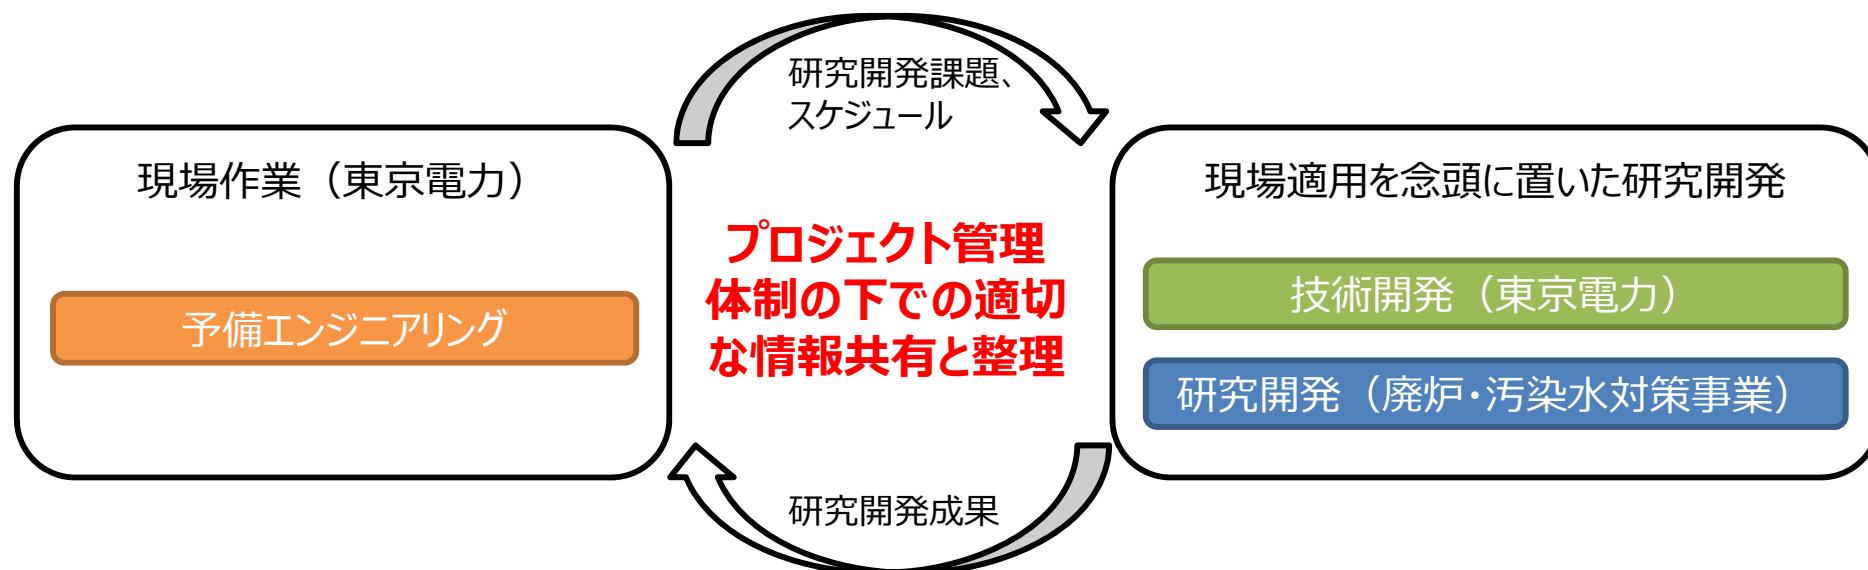 研究開発課題、
スケジュール
現場作業（東京電力）
予備エンジニアリング
プロジェクト管理
体制の下での適切
な情報共有と整理
現場適用を念頭に置いた研究開発
技術開発（東京電力）
研究開発（廃炉・汚染水対策事業）
研究開発成果